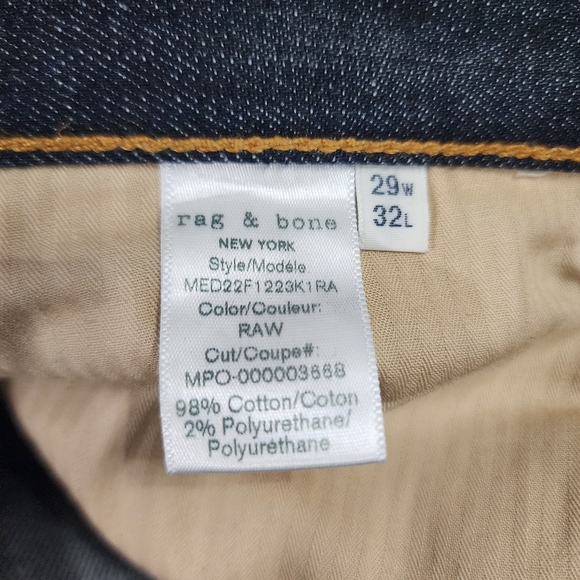 rag & bone
NEW YORK
Style/Modéle
MED22F1223K1RA
Color/Couleur:
RAW
Cut/Coupe#:
MPO-000003668
98% Cotton/Coton
2% Polyurethane/
Polyuréthane
29W
32L